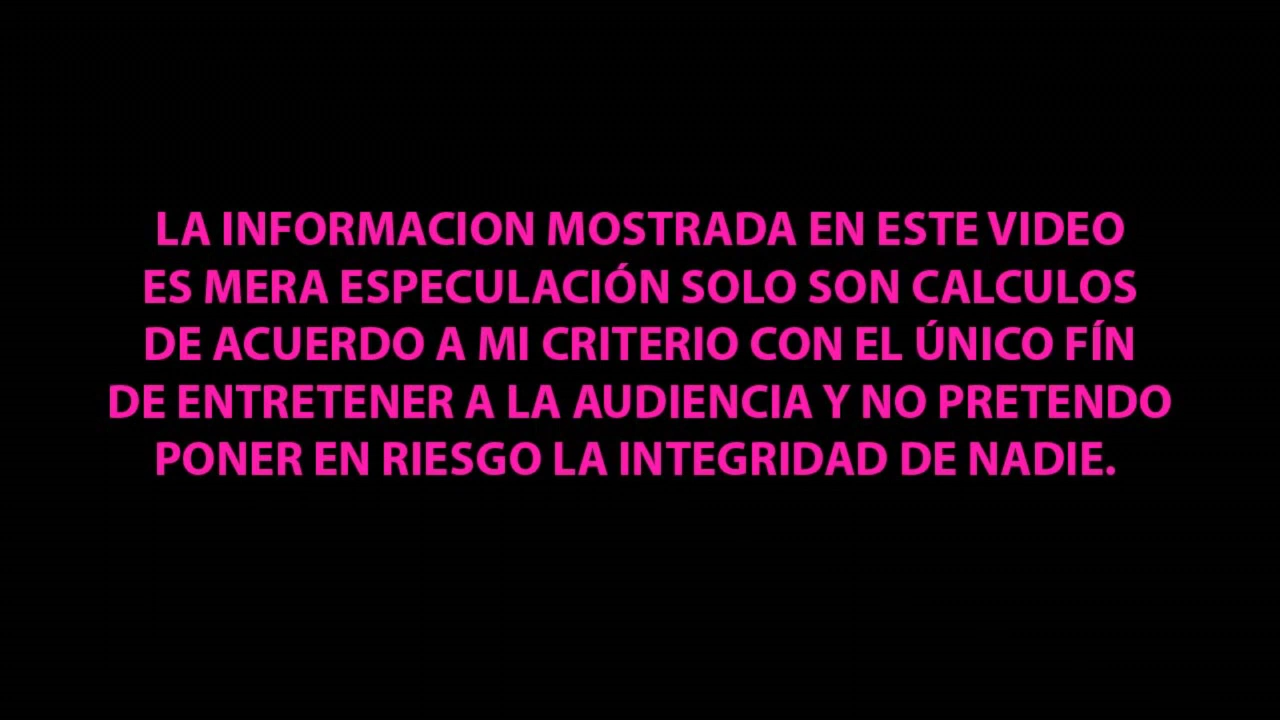 LA INFORMACION MOSTRADA EN ESTE VIDEO
ES MERA ESPECULACIÓN SOLO SON CALCULOS
DE ACUERDO A MI CRITERIO CON EL ÚNICO FÍN
DE ENTRETENER A LA AUDIENCIA Y NO PRETENDO
PONER EN RIESGO LA INTEGRIDAD DE NADIE.